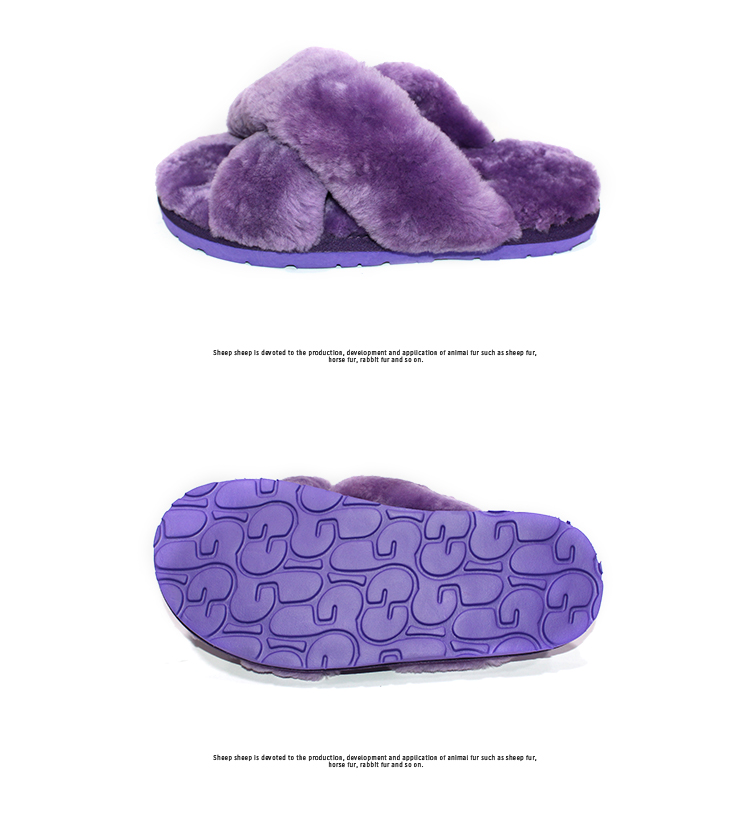 Sheep sheep is devoted to the production, development and application of animal fur such as sheep fur,
horse fur, rabbit fur and so on.
Sheep sheep is devoted to the production, development and application of animal fur such as sheep fur,
horse fur, rabbit fur and so on.